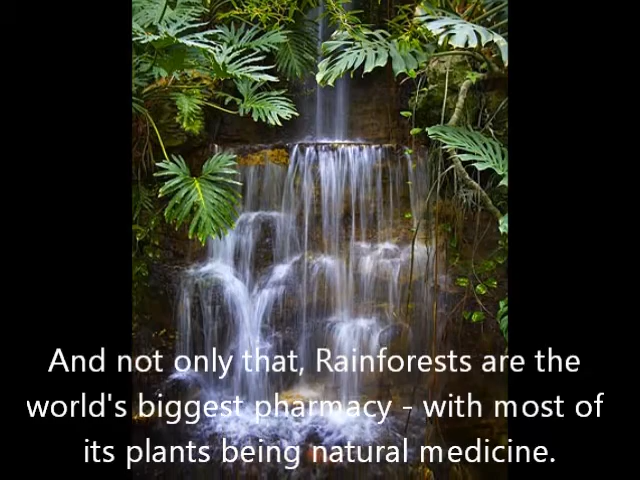 And not only that, Rainforests are the
world's biggest pharmacy - with most of
its plants being natural medicine.